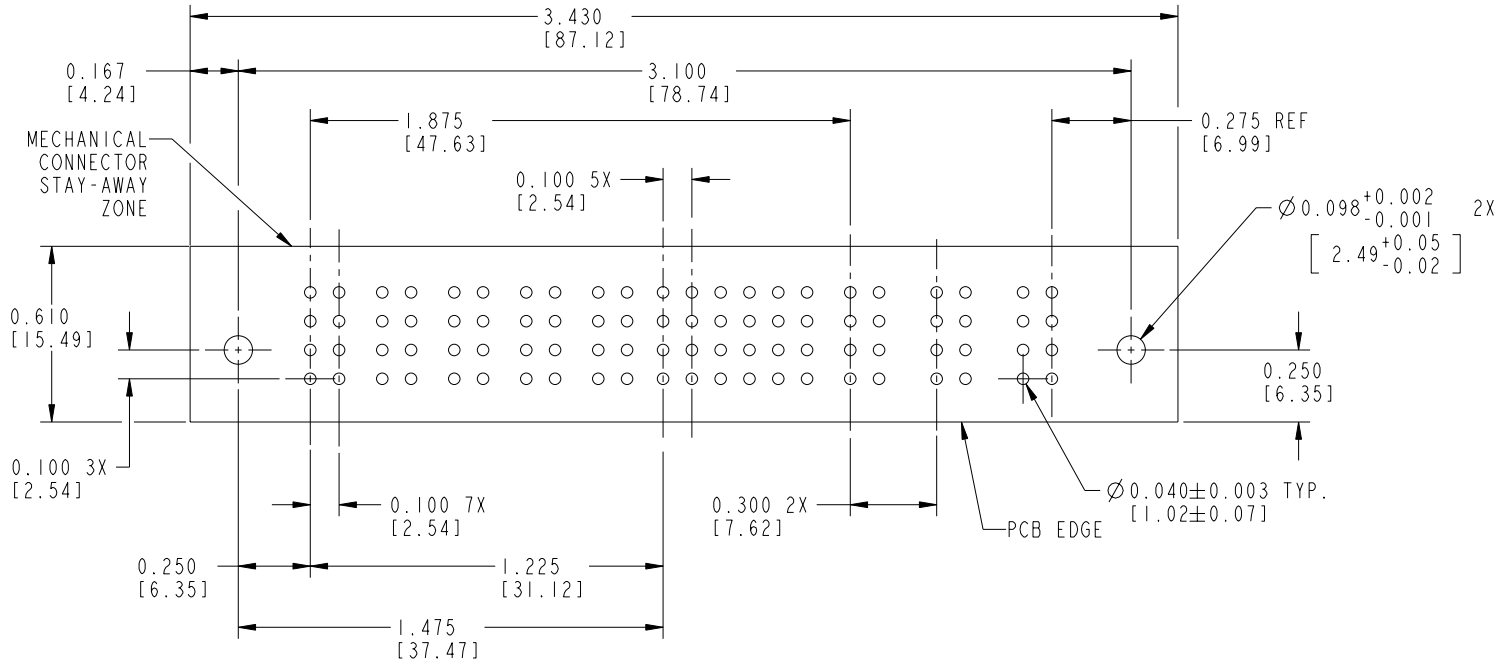 3.430
[87.12]
0.167
[4.24]
3.100
[78.74]
1.875
[47.63]
0.275 REF
[6.99]
MECHANICAL
CONNECTOR
STAY-AWAY
ZONE
0.100 5X
[2.54]
Ø0.098 +0.002 -0.001 2X
[2.49 +0.05 -0.02]
0.610
[15.49]
0.250
[6.35]
0.100 3X
[2.54]
0.100 7X
[2.54]
0.300 2X
[7.62]
Ø0.040±0.003 TYP.
[1.02±0.07]
PCB EDGE
0.250
[6.35]
1.225
[31.12]
1.475
[37.47]